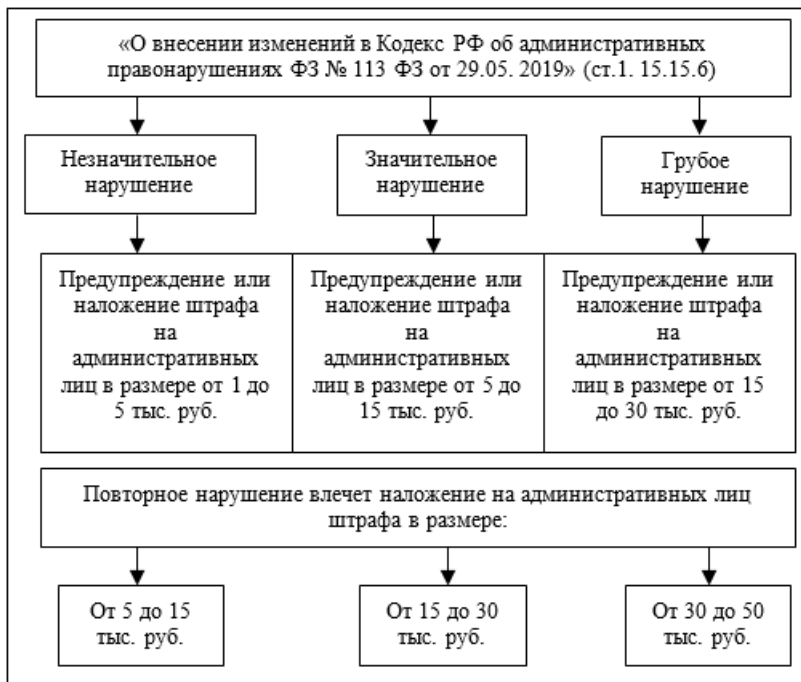 «О внесении изменений в Кодекс РФ об административных
правонарушениях ФЗ № 113 ФЗ от 29.05. 2019» (ст.1. 15.15.6)
Незначительное
нарушение
Значительное
нарушение
Грубое
нарушение
Предупреждение или
наложение штрафа
на
административных
лиц в размере от 1 до
5 тыс. руб.
Предупреждение или
наложение штрафа
на
административных
лиц в размере от 5 до
15 тыс. руб.
Предупреждение или
наложение штрафа
на
административных
лиц в размере от 15
до 30 тыс. руб.
Повторное нарушение влечет наложение на административных лиц
штрафа в размере:
От 5 до 15
тыс. руб.
От 15 до 30
тыс. руб.
От 30 до 50
тыс. руб.